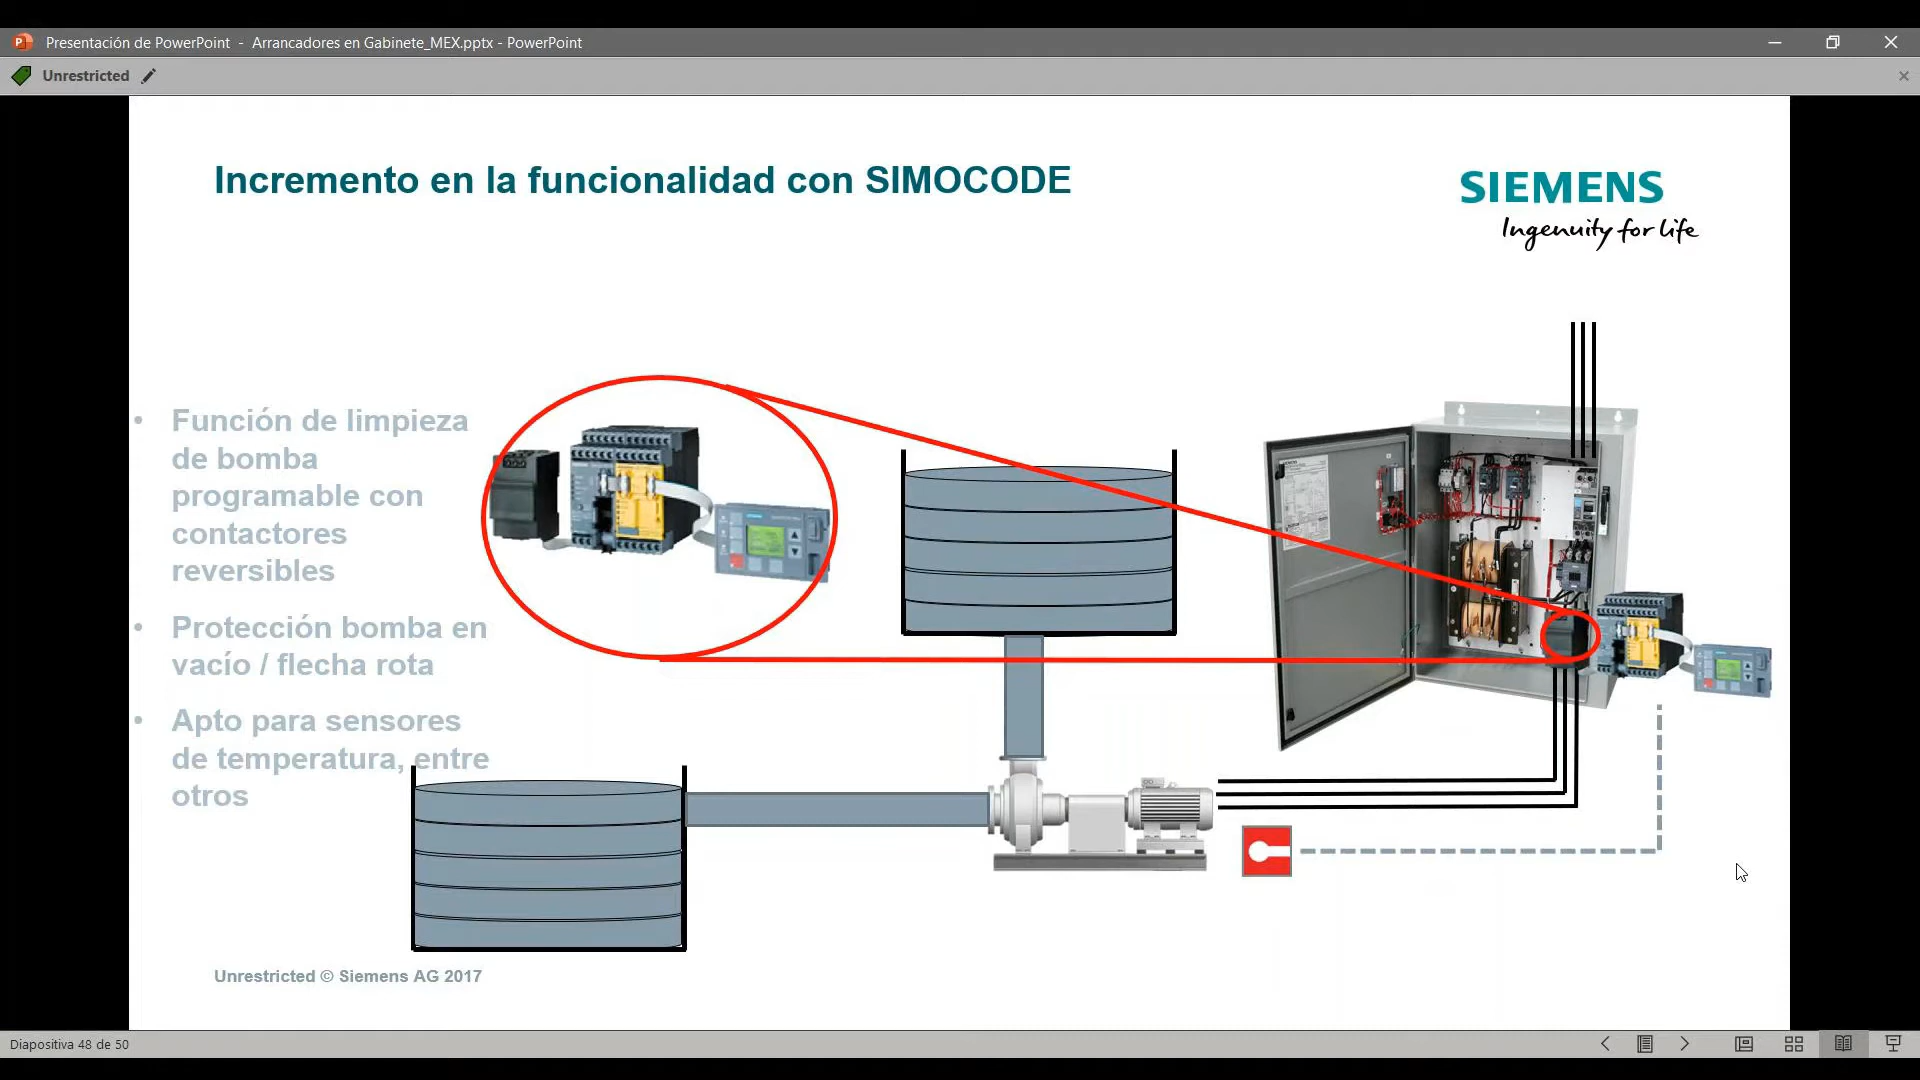 Presentación de PowerPoint - Arrancadores en Gabinete_MEX.pptx - PowerPoint
Unrestricted
Incremento en la funcionalidad con SIMOCODE
SIEMENS
Ingenuity for life
• Función de limpieza
de bomba
programable con
contactores
reversibles
• Protección bomba en
vacío / flecha rota
• Apto para sensores
de temperatura, entre
otros
Unrestricted © Siemens AG 2017
Diapositiva 48 de 50